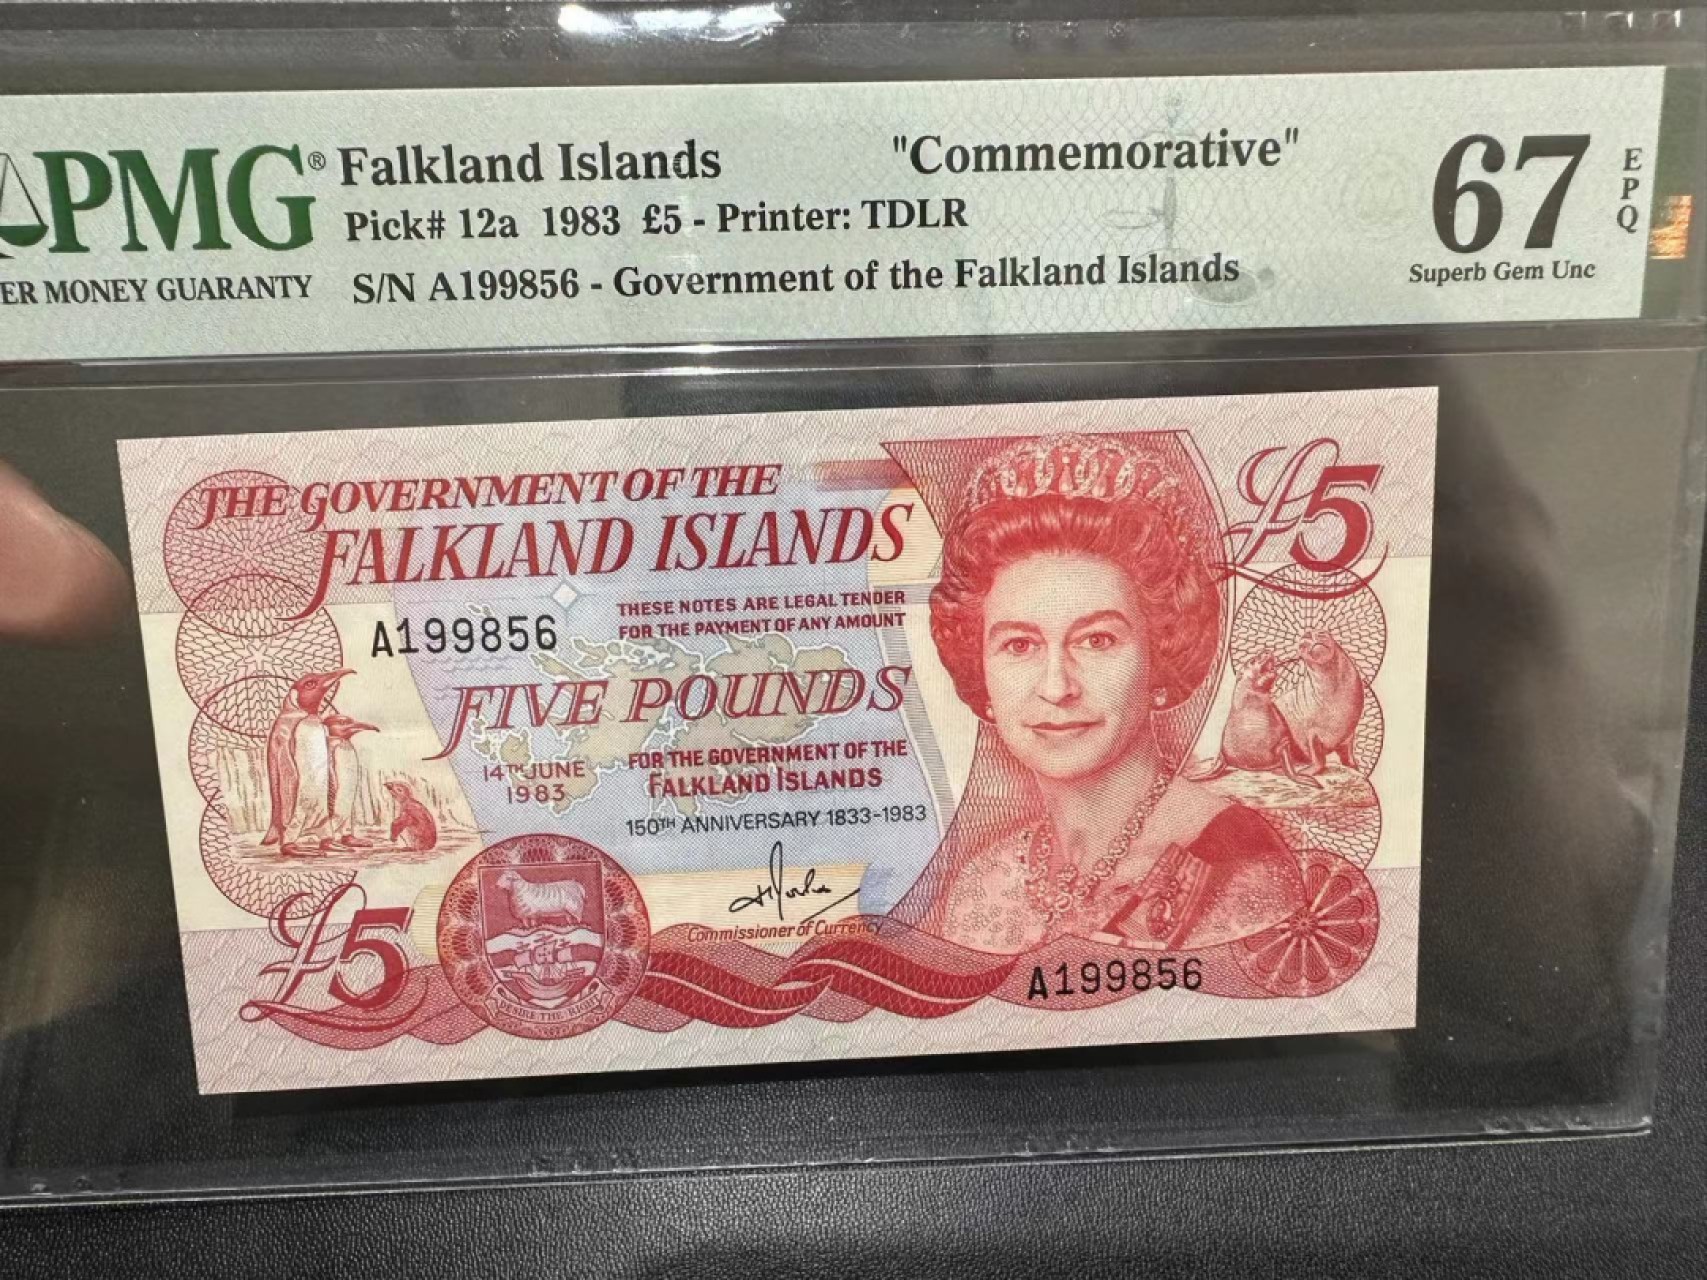 PMG® Falkland Islands "Commemorative" 67 EPQ
Pick# 12a 1983 £5 - Printer: TDLR
ER MONEY GUARANTY S/N A199856 - Government of the Falkland Islands Superb Gem Unc
THE GOVERNMENT OF THE
FALKLAND ISLANDS
£5
A199856
THESE NOTES ARE LEGAL TENDER
FOR THE PAYMENT OF ANY AMOUNT
FIVE POUNDS
14TH JUNE
1983
FOR THE GOVERNMENT OF THE
FALKLAND ISLANDS
150TH ANNIVERSARY 1833-1983
Commissioner of Currency
£5
DESIRE THE RIGHT
A199856